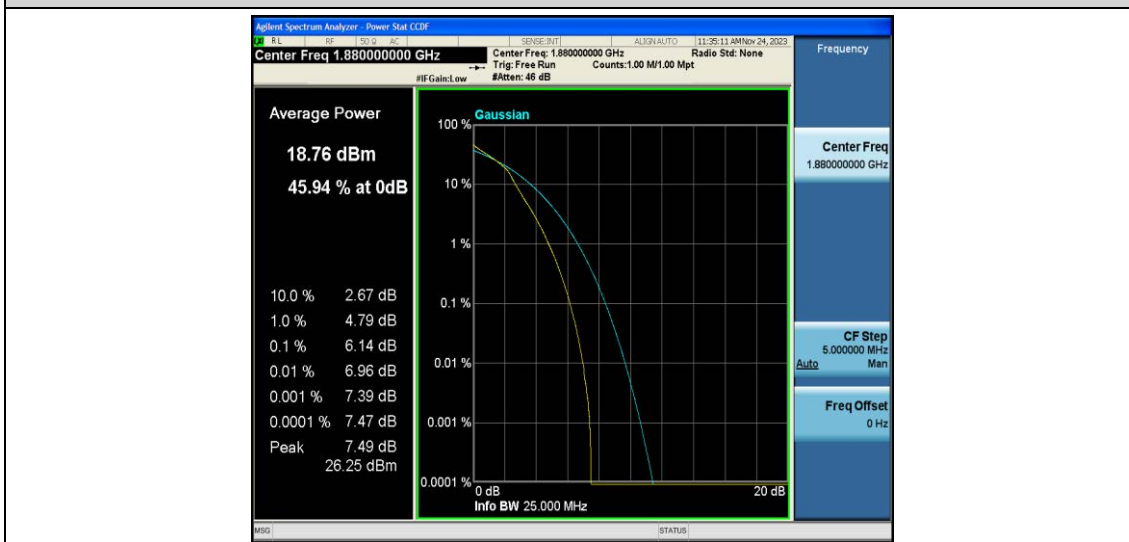 Agilent Spectrum Analyzer - Power Stat CCDF
RL RF 50 Ω AC SENSE:INT ALIGN AUTO 11:35:11 AM Nov 24, 2023
Center Freq 1.880000000 GHz
Center Freq: 1.880000000 GHz Radio Std: None
Trig: Free Run Counts:1.00 M/1.00 Mpt
#IFGain:Low #Atten: 46 dB
Frequency
Average Power
18.76 dBm
45.94 % at 0dB
10.0 % 2.67 dB
1.0 % 4.79 dB
0.1 % 6.14 dB
0.01 % 6.96 dB
0.001 % 7.39 dB
0.0001 % 7.47 dB
Peak 7.49 dB
26.25 dBm
Gaussian
100 %
10 %
1 %
0.1 %
0.01 %
0.001 %
0.0001 %
0 dB 20 dB
Info BW 25.000 MHz
Center Freq
1.880000000 GHz
CF Step
5.000000 MHz
Auto Man
Freq Offset
0 Hz
MSG STATUS